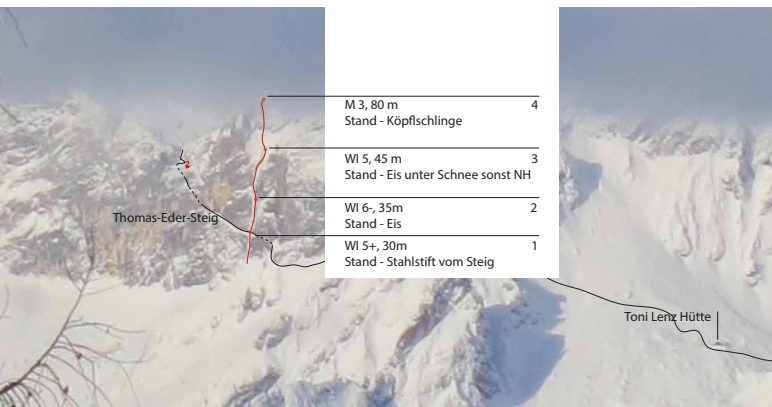 M 3, 80 m 4
Stand - Köpflschlinge
WI 5, 45 m 3
Stand - Eis unter Schnee sonst NH
WI 6-, 35m 2
Stand - Eis
WI 5+, 30m 1
Stand - Stahlstift vom Steig
Thomas-Eder-Steig
Toni Lenz Hütte